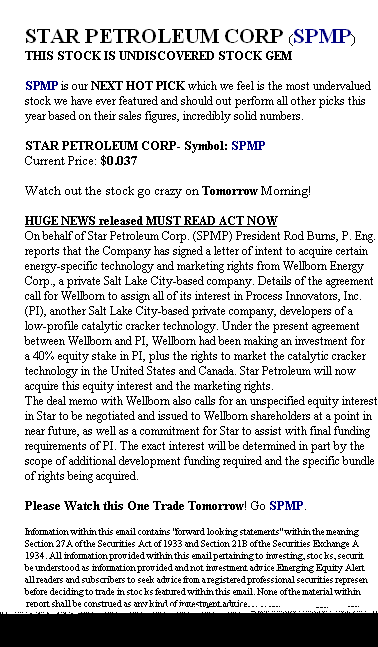 STAR PETROLEUM CORP (SPMP)
THIS STOCK IS UNDISCOVERED STOCK GEM
SPMP is our NEXT HOT PICK which we feel is the most undervalued
stock we have ever featured and should out perform all other picks this
year based on their sales figures, incredibly solid numbers.
STAR PETROLEUM CORP- Symbol: SPMP
Current Price: $0.037
Watch out the stock go crazy on Tomorrow Morning!
HUGE NEWS released MUST READ ACT NOW
On behalf of Star Petroleum Corp. (SPMP) President Rod Burns, P. Eng.
reports that the Company has signed a letter of intent to acquire certain
energy-specific technology and marketing rights from Wellborn Energy
Corp., a private Salt Lake City-based company. Details of the agreement
call for Wellborn to assign all of its interest in Process Innovators, Inc.
(PI), another Salt Lake City-based private company, developers of a
low-profile catalytic cracker technology. Under the present agreement
between Wellborn and PI, Wellborn had been making an investment for
a 40% equity stake in PI, plus the rights to market the catalytic cracker
technology in the United States and Canada. Star Petroleum will now
acquire this equity interest and the marketing rights.
The deal memo with Wellborn also calls for an unspecified equity interest
in Star to be negotiated and issued to Wellborn shareholders at a point in
near future, as well as a commitment for Star to assist with final funding
requirements of PI. The exact interest will be determined in part by the
scope of additional development funding required and the specific bundle
of rights being acquired.
Please Watch this One Trade Tomorrow! Go SPMP.
Information within this email contains "forward looking statements" within the meaning
Section 27A of the Securities Act of 1933 and Section 21B of the Securities Exchange A
1934. All information provided within this email pertaining to investing, stocks, securit
be understood as information provided and not investment advice. Emerging Equity Alert
all readers and subscribers to seek advice from a registered professional securities represen
before deciding to trade in stocks featured within this email. None of the material within
report shall be construed as any kind of investment advice.